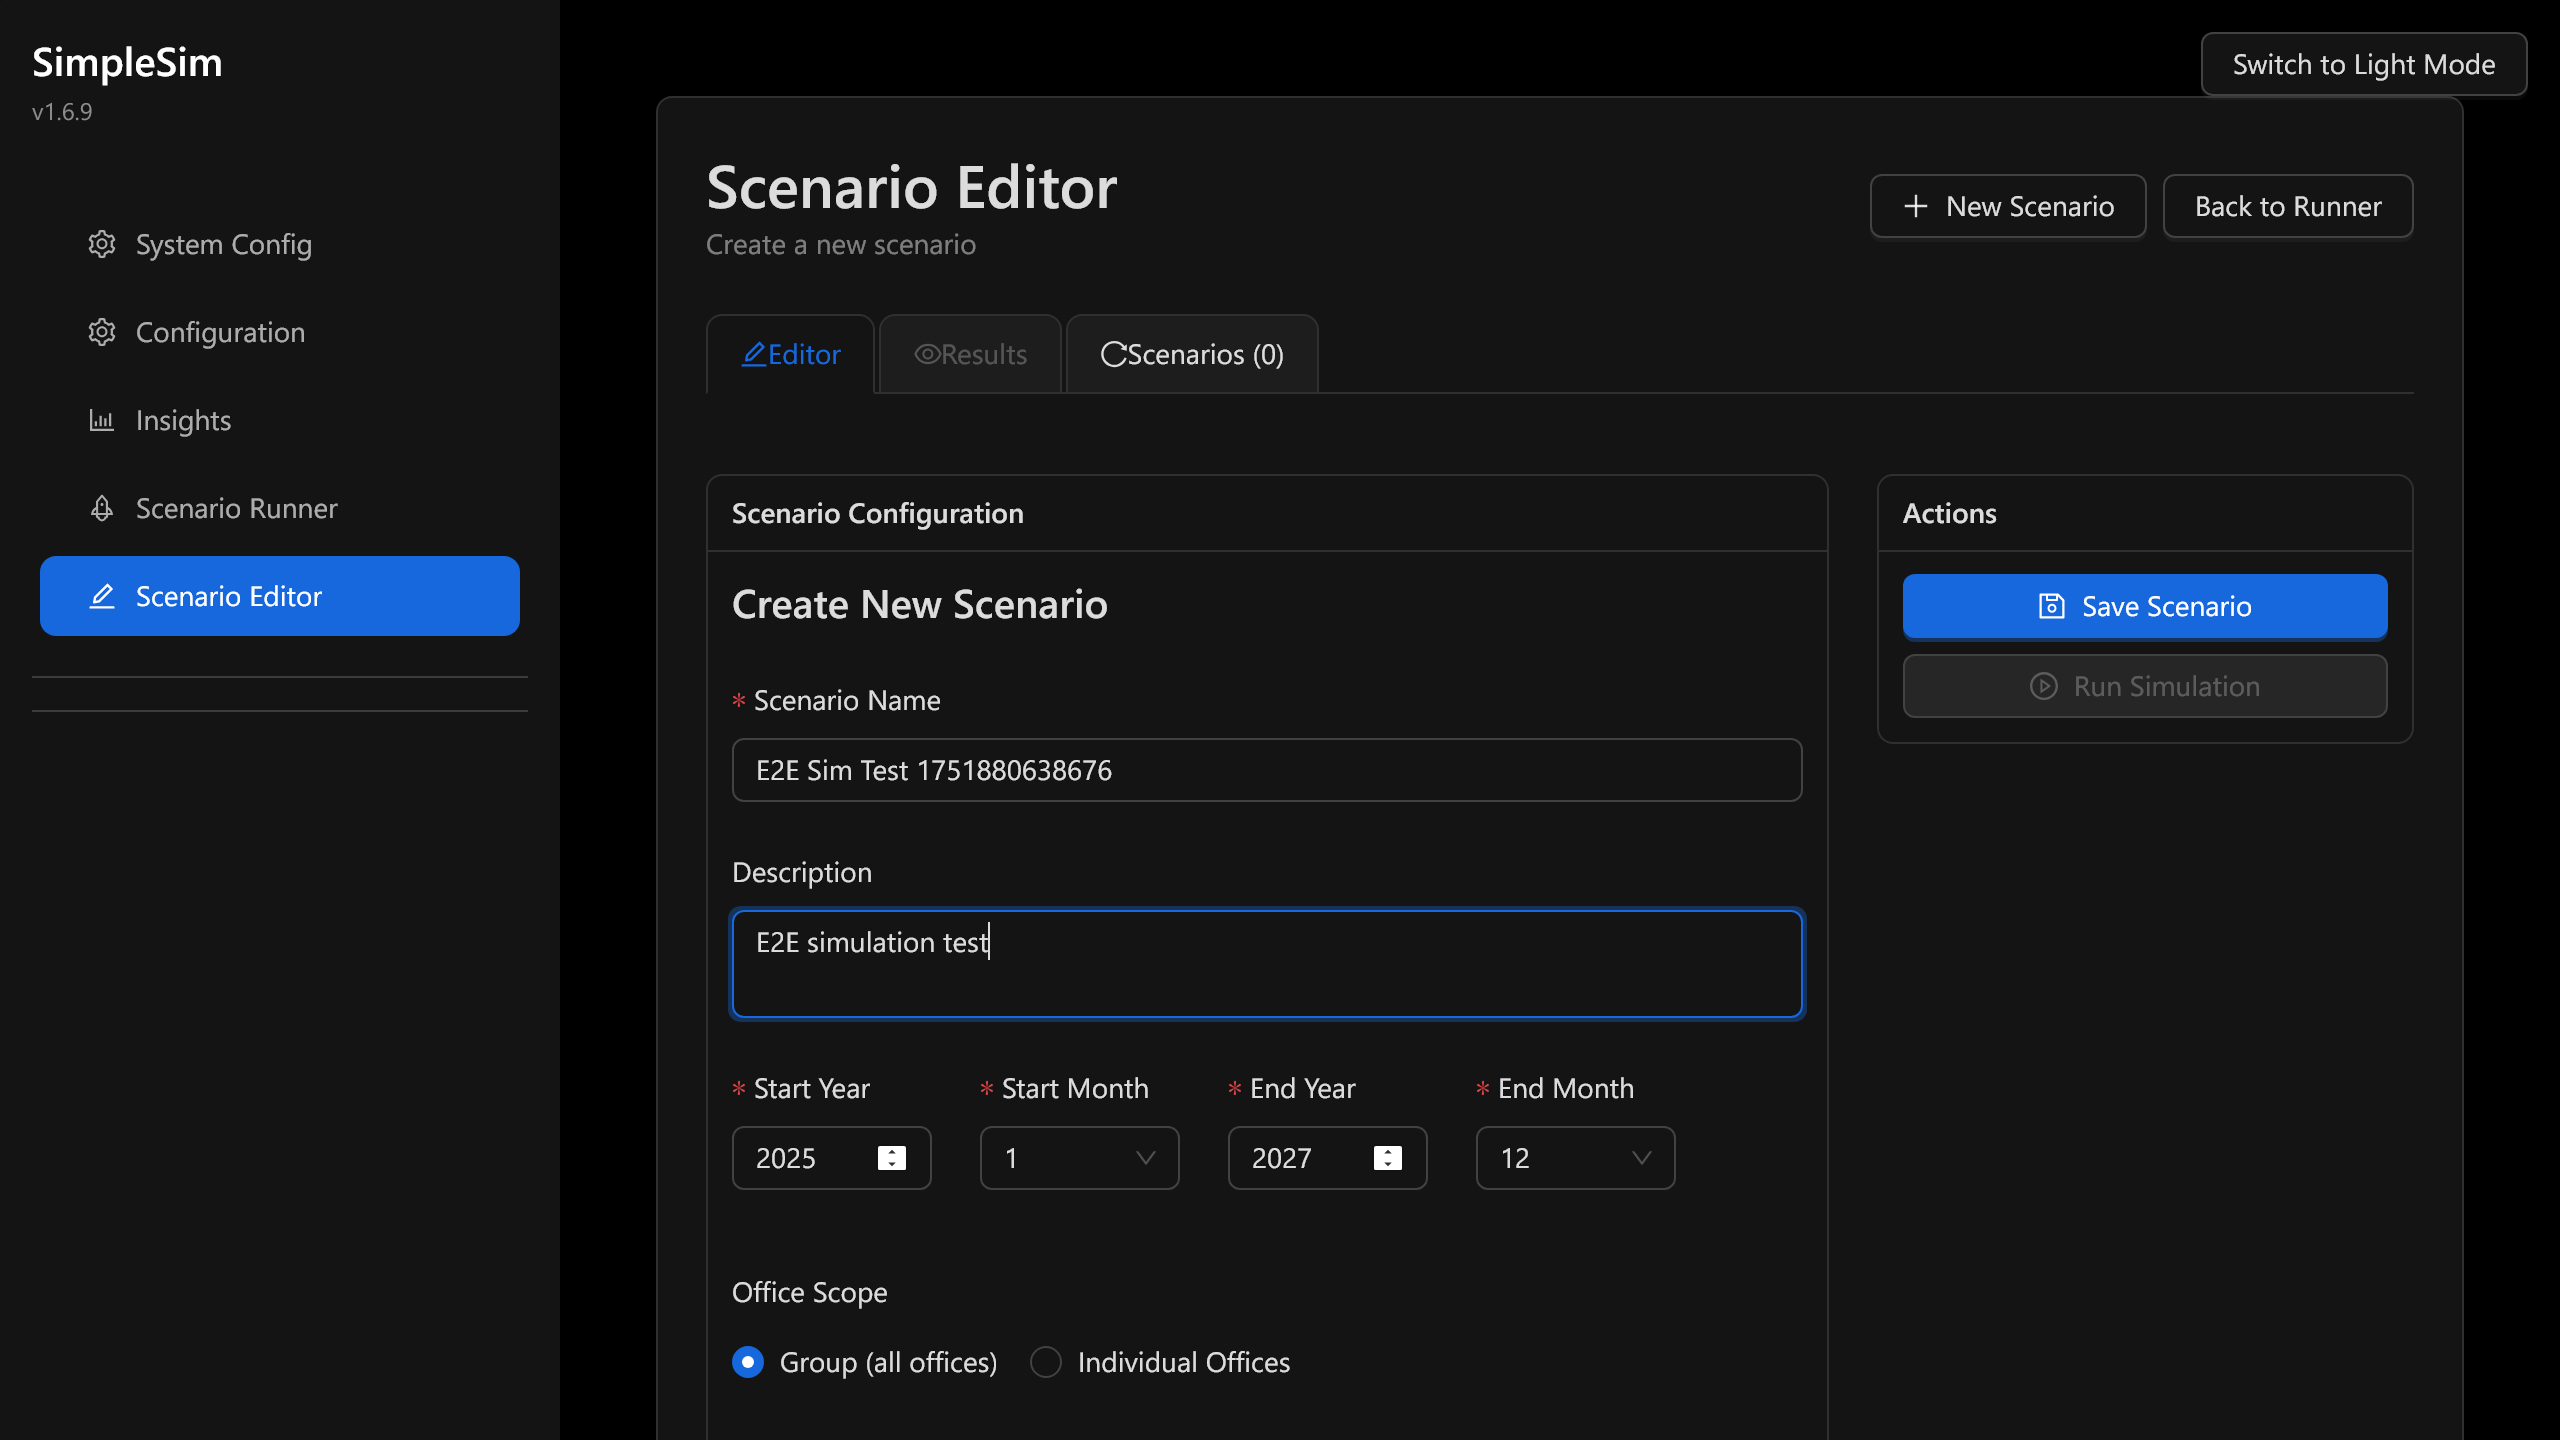 SimpleSim
v1.6.9
System Config
Configuration
Insights
Scenario Runner
Scenario Editor
Switch to Light Mode
Scenario Editor
Create a new scenario
New Scenario
Back to Runner
Editor
Results
Scenarios (0)
Scenario Configuration
Create New Scenario
* Scenario Name
E2E Sim Test 1751880638676
Description
E2E simulation test
* Start Year
* Start Month
* End Year
* End Month
2025
1
2027
12
Office Scope
Group (all offices)
Individual Offices
Actions
Save Scenario
Run Simulation